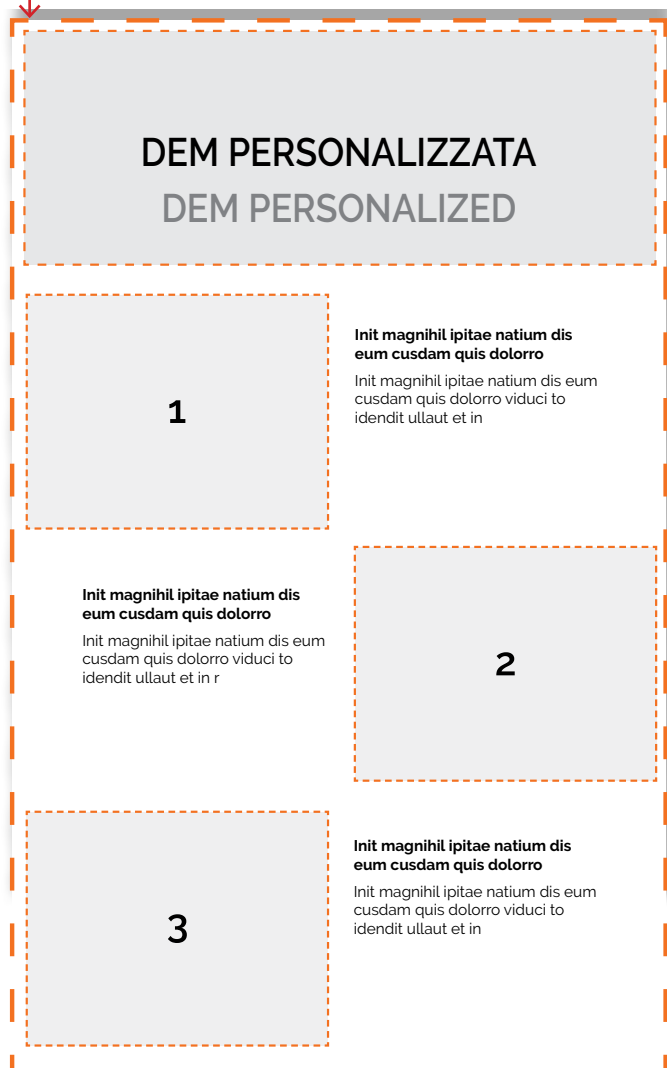 DEM PERSONALIZZATA
DEM PERSONALIZED
1
Init magnihil ipitae natium dis
eum cusdam quis dolorro
Init magnihil ipitae natium dis eum
cusdam quis dolorro viduci to
idendit ullaut et in
Init magnihil ipitae natium dis
eum cusdam quis dolorro
Init magnihil ipitae natium dis eum
cusdam quis dolorro viduci to
idendit ullaut et in r
2
3
Init magnihil ipitae natium dis
eum cusdam quis dolorro
Init magnihil ipitae natium dis eum
cusdam quis dolorro viduci to
idendit ullaut et in